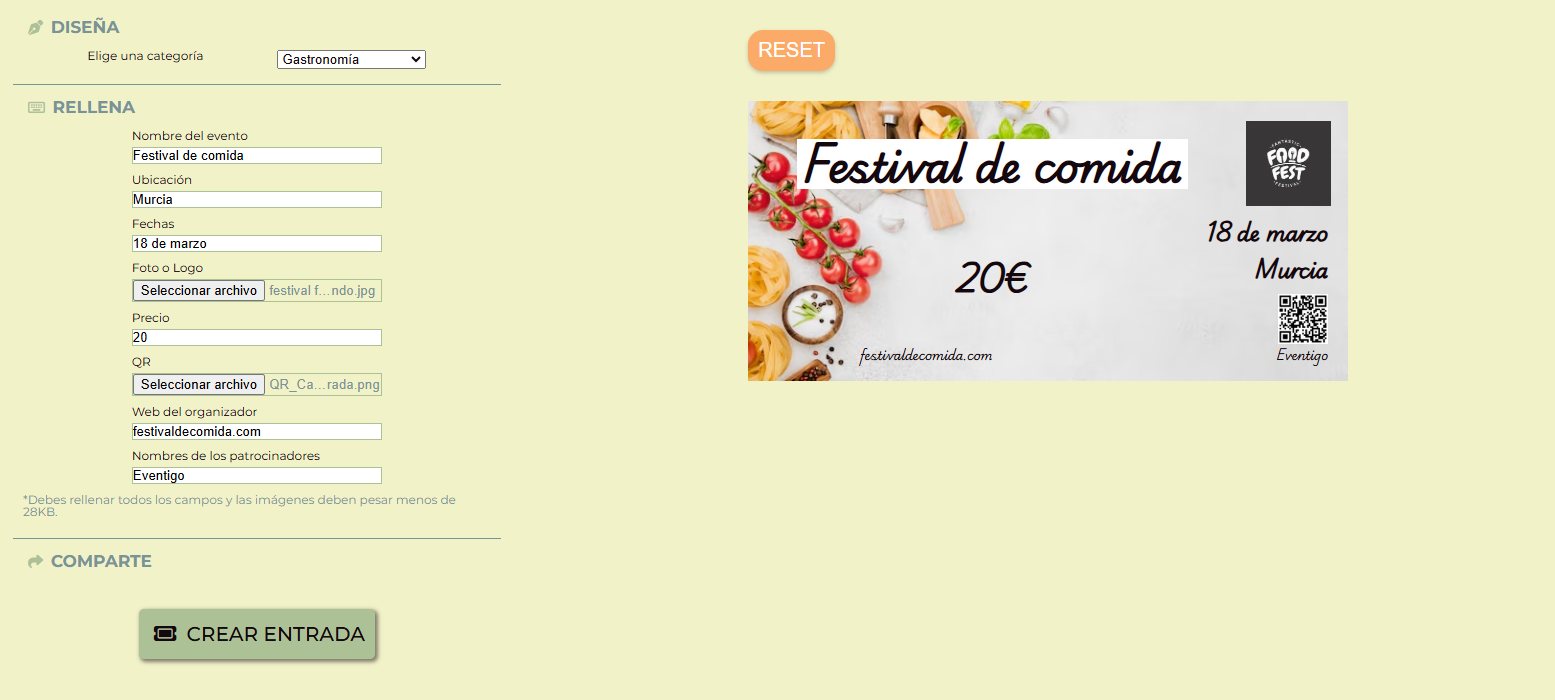 DISEÑA
Elige una categoría
Gastronomía
RELLENA
Nombre del evento
Festival de comida
Ubicación
Murcia
Fechas
18 de marzo
Foto o Logo
Seleccionar archivo festival f...ndo.jpg
Precio
20
QR
Seleccionar archivo QR_Ca...rada.png
Web del organizador
festivaldecomida.com
Nombres de los patrocinadores
Eventigo
*Debes rellenar todos los campos y las imágenes deben pesar menos de
28KB.
COMPARTE
CREAR ENTRADA
RESET
Festival de comida
FANTASTIC
FOOD
FEST
FESTIVAL
18 de marzo
Murcia
20€
festivaldecomida.com
Eventigo